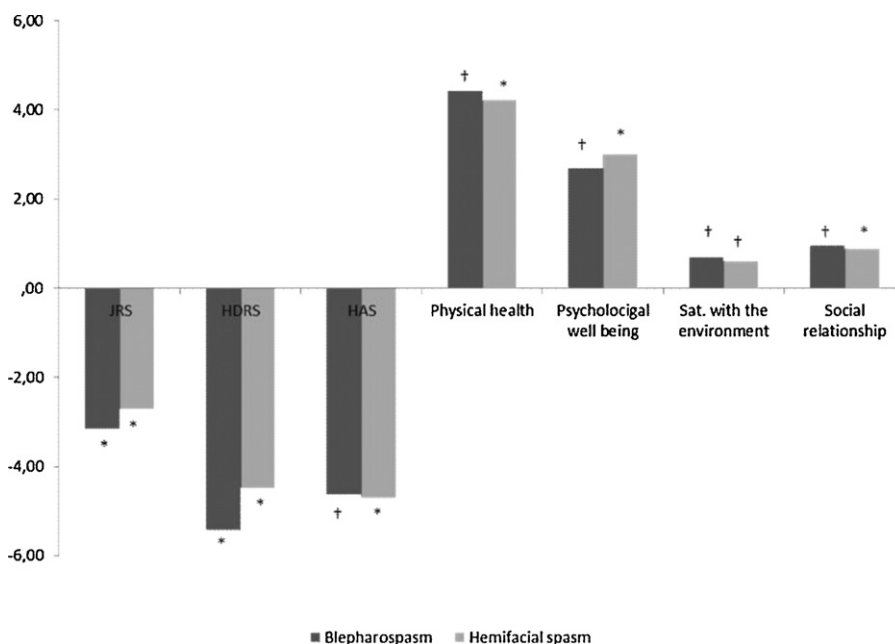 6,00
4,00
2,00
,00
-2,00
-4,00
-6,00
† * † * † † † *
JRS HDRS HAS Physical health Psycholocigal well being Sat. with the environment Social relationship
* * * * † *
Blepharospasm Hemifacial spasm